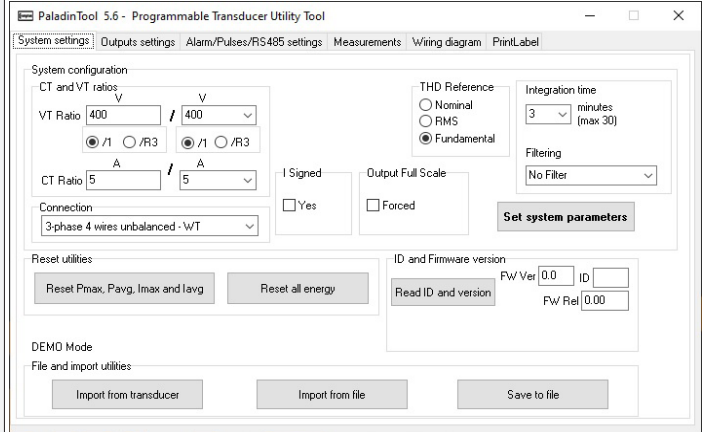 PaladinTool 5.6 - Programmable Transducer Utility Tool
System settings Outputs settings Alarm/Pulses/RS485 settings Measurements Wiring diagram PrintLabel
System configuration
CT and VT ratios
V V
VT Ratio 400 / 400
/1 /R3 /1 /R3
A A
CT Ratio 5 / 5
Connection
3-phase 4 wires unbalanced - WT
I Signed
Yes
Output Full Scale
Forced
THD Reference
Nominal
RMS
Fundamental
Integration time
3 minutes
(max 30)
Filtering
No Filter
Set system parameters
Reset utilities
Reset Pmax, Pavg, Imax and Iavg Reset all energy
ID and Firmware version
Read ID and version FW Ver 0.0 ID
FW Rel 0.00
DEMO Mode
File and import utilities
Import from transducer Import from file Save to file